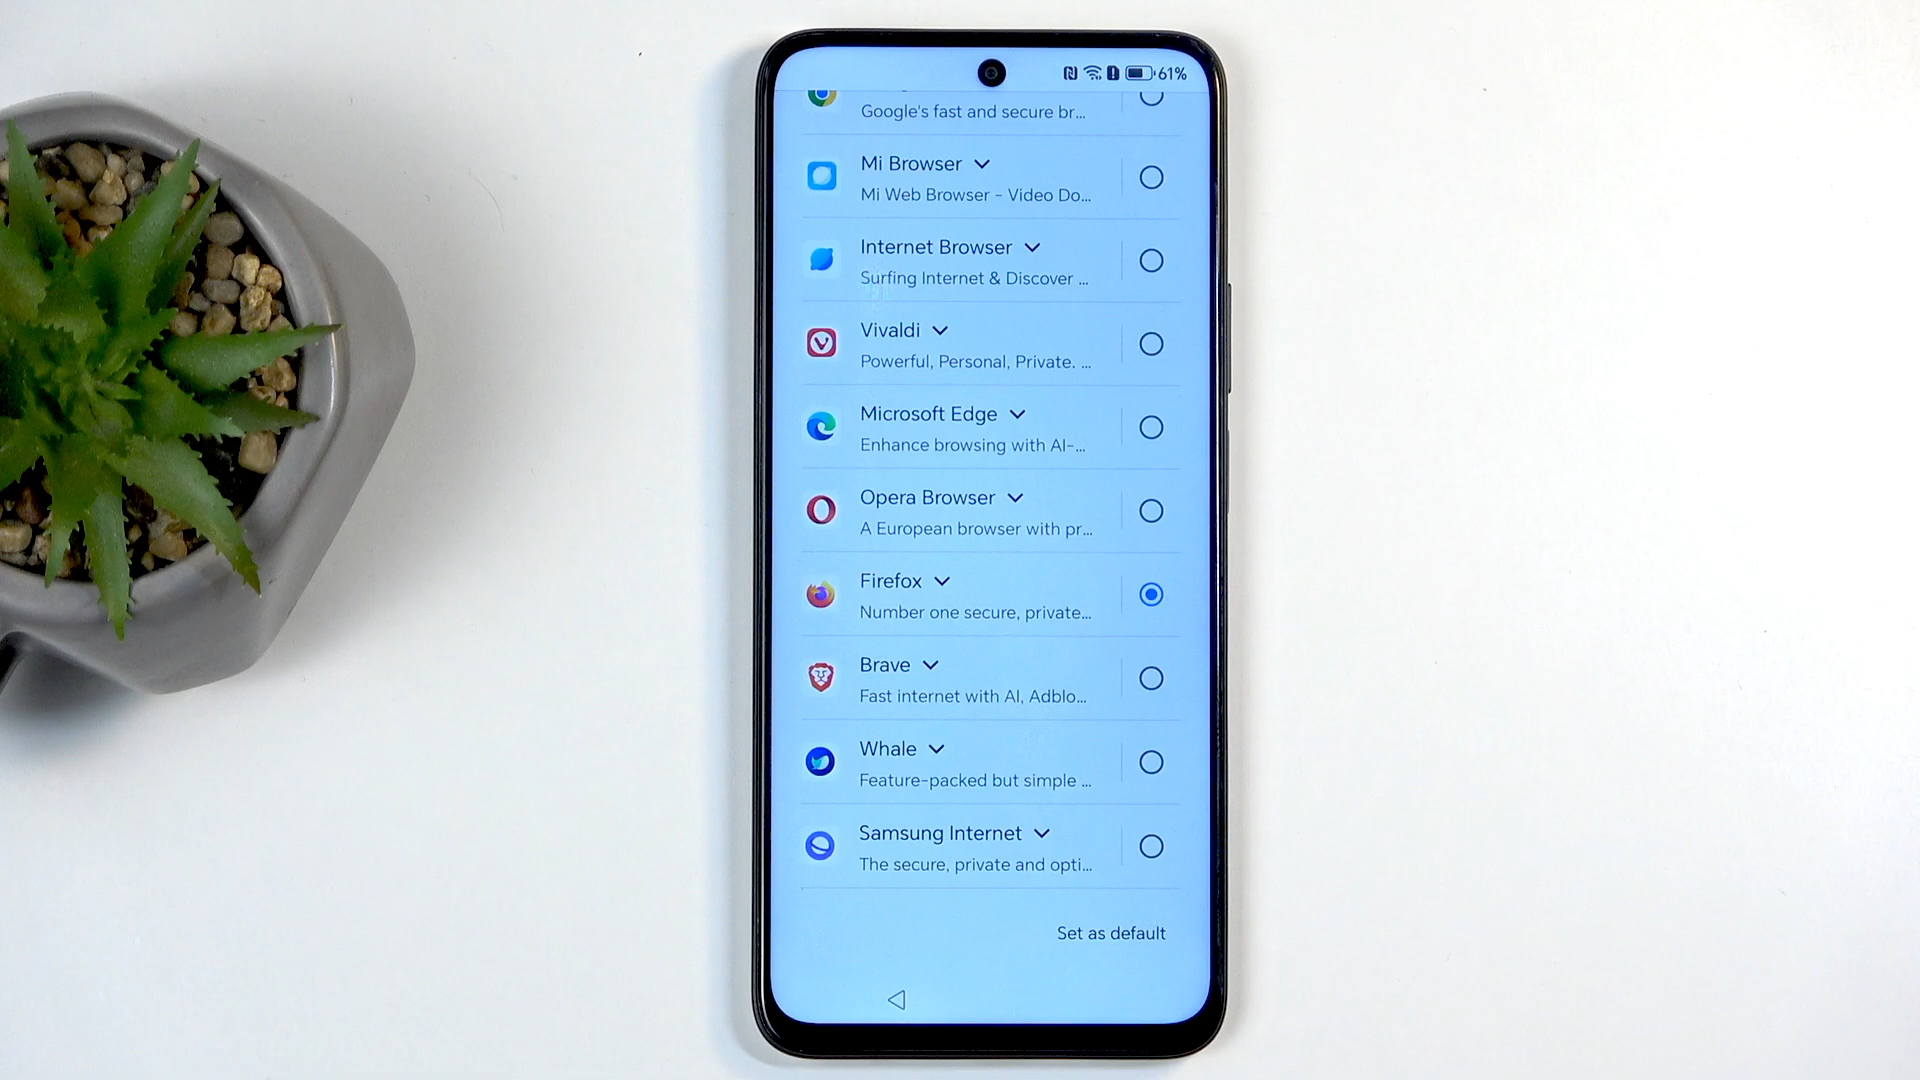 61%
Google's fast and secure br...
Mi Browser
Mi Web Browser - Video Do...
Internet Browser
Surfing Internet & Discover ...
Vivaldi
Powerful, Personal, Private. ...
Microsoft Edge
Enhance browsing with AI-...
Opera Browser
A European browser with pr...
Firefox
Number one secure, private...
Brave
Fast internet with AI, Adblo...
Whale
Feature-packed but simple ...
Samsung Internet
The secure, private and opti...
Set as default